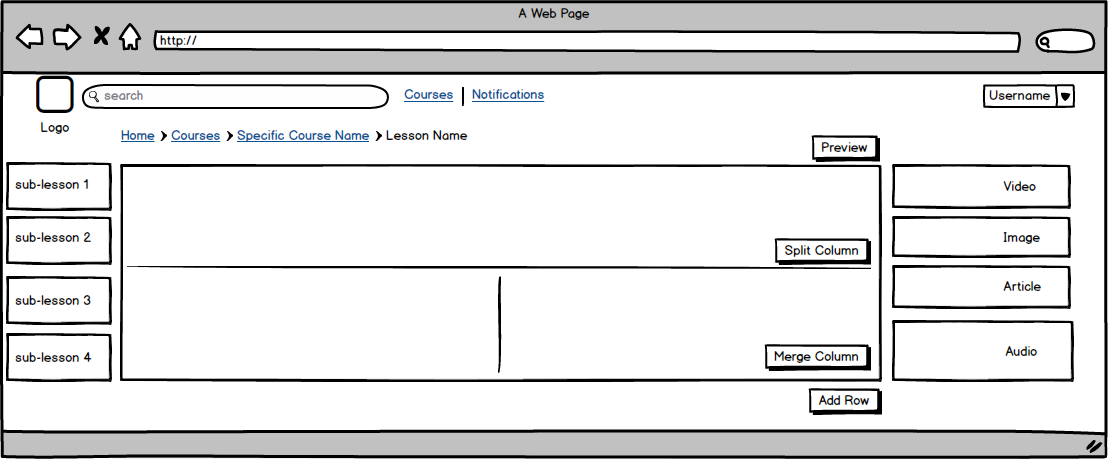 A Web Page
http://
search
Courses
Notifications
Username
Logo
Home
Courses
Specific Course Name
Lesson Name
Preview
sub-lesson 1
sub-lesson 2
sub-lesson 3
sub-lesson 4
Split Column
Merge Column
Add Row
Video
Image
Article
Audio